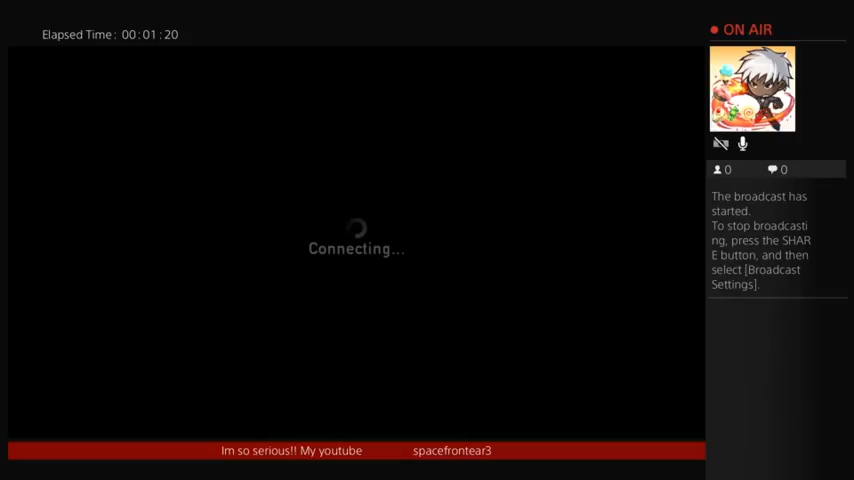 Elapsed Time: 00:01:20
ON AIR
0 0
The broadcast has
started.
To stop broadcasti
ng, press the SHAR
E button, and then
select [Broadcast
Settings].
Connecting...
Im so serious!! My youtube spacefrontear3